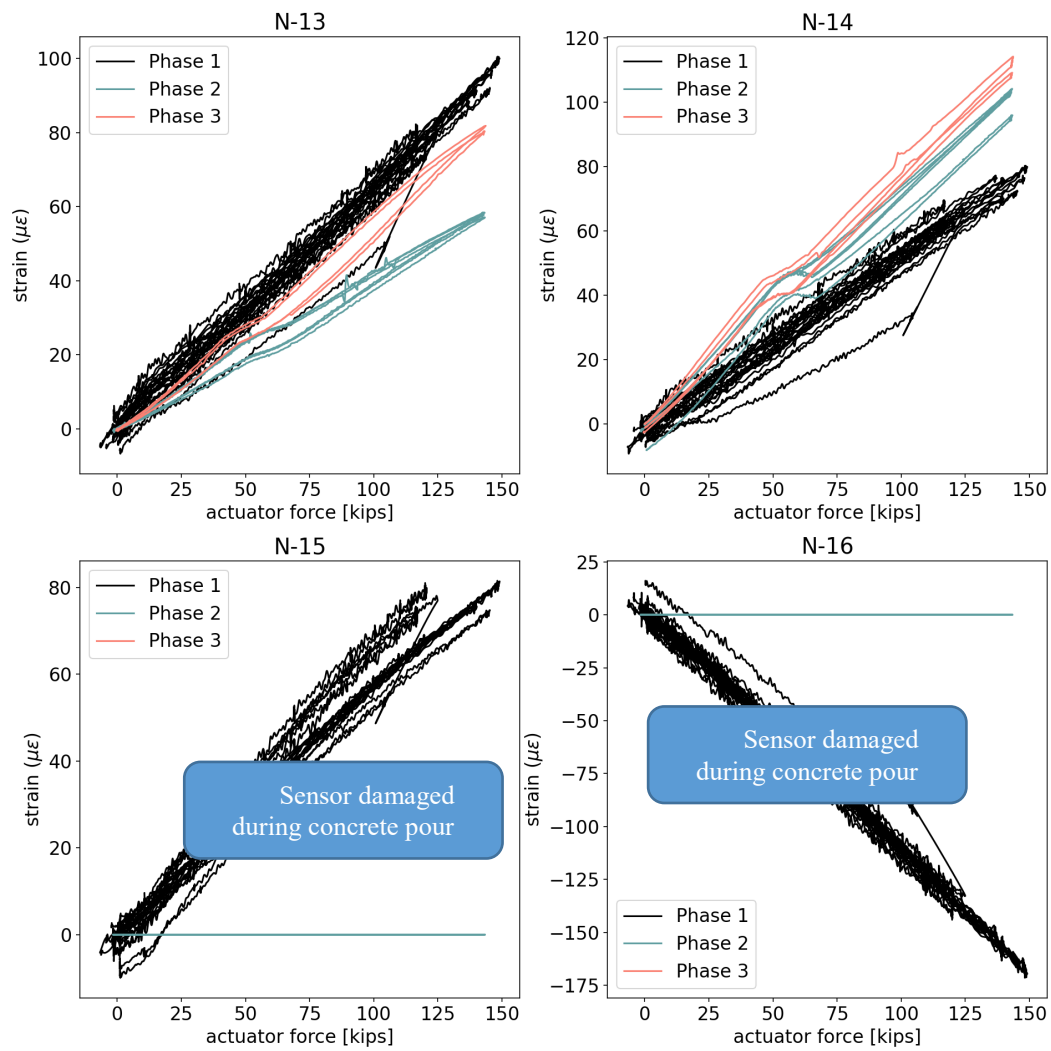 N-13
Phase 1
Phase 2
Phase 3
100
80
60
40
20
0
strain (με)
0 25 50 75 100 125 150
actuator force [kips]
N-14
Phase 1
Phase 2
Phase 3
120
100
80
60
40
20
0
strain (με)
0 25 50 75 100 125 150
actuator force [kips]
N-15
Phase 1
Phase 2
Phase 3
80
60
40
20
0
strain (με)
Sensor damaged
during concrete pour
0 25 50 75 100 125 150
actuator force [kips]
N-16
25
0
−25
−50
−75
−100
−125
−150
−175
strain (με)
Sensor damaged
during concrete pour
Phase 1
Phase 2
Phase 3
0 25 50 75 100 125 150
actuator force [kips]